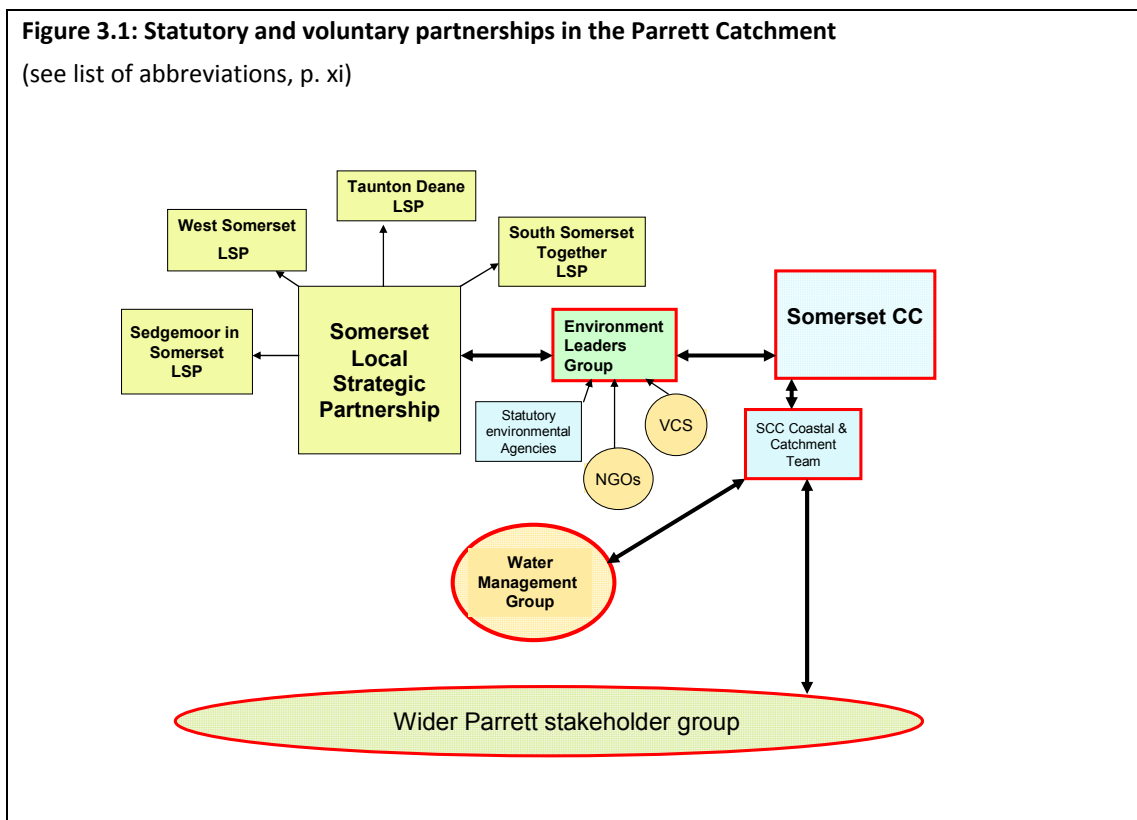 Figure 3.1: Statutory and voluntary partnerships in the Parrett Catchment
(see list of abbreviations, p. xi)
Taunton Deane
LSP
West Somerset
LSP
South Somerset
Together
LSP
Sedgemoor in
Somerset
LSP
Somerset
Local
Strategic
Partnership
Environment
Leaders
Group
Somerset CC
Statutory
environmental
Agencies
NGOs
VCS
SCC Coastal &
Catchment
Team
Water
Management
Group
Wider Parrett stakeholder group